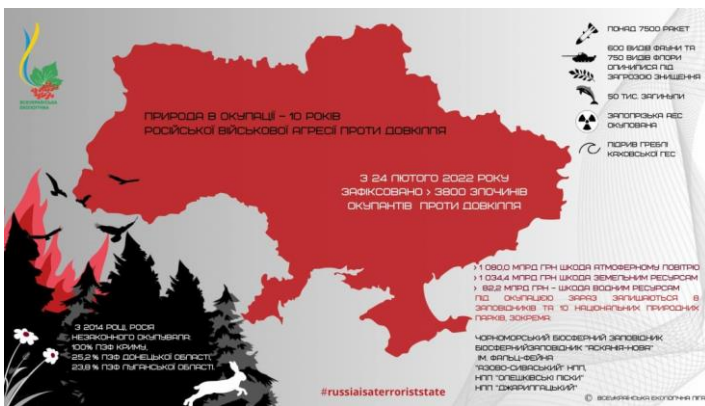 ВСЕУКРАЇНСЬКА
ЕКОЛОГІЧНА
ПРИРОДА В ОКУПАЦІЇ – 10 РОКІВ
РОСІЙСЬКОЇ ВІЙСЬКОВОЇ АГРЕСІЇ ПРОТИ ДОВКІЛЛЯ
З 24 ЛЮТОГО 2022 РОКУ
ЗАФІКСОВАНО > 3800 ЗЛОЧИНІВ
ОКУПАНТІВ ПРОТИ ДОВКІЛЛЯ
ПОНАД 7500 РАКЕТ
600 ВИДІВ ФАУНИ ТА
750 ВИДІВ ФЛОРИ
ОПИНИЛИСЯ ПІД
ЗАГРОЗОЮ ЗНИЩЕННЯ
50 ТИС. ЗАГИНУЛИ
ЗАПОРІЗЬКА АЕС
ОКУПОВАНА
ПІДРИВ ГРЕБЛІ
КАХОВСЬКОЇ ГЕС
> 1 080,0 МЛРД ГРН ШКОДА АТМОФЕРНОМУ ПОВІТРЮ
> 1 034,4 МЛРД ГРН ШКОДА ЗЕМЕЛЬНИМ РЕСУРСАМ
> 82,2 МЛРД ГРН – ШКОДА ВОДНИМ РЕСУРСАМ
ПІД ОКУПАЦІЄЮ ЗАРАЗ ЗАЛИШАЮТЬСЯ 8
ЗАПОВІДНИКІВ ТА 10 НАЦІОНАЛЬНИХ ПРИРОДНИХ
ПАРКІВ, ЗОКРЕМА:
ЧОРНОМОРСЬКИЙ БІОСФЕРНИЙ ЗАПОВІДНИК
БІОСФЕРНИЙЗАПОВІДНИК "АСКАНІЯ-НОВА"
ІМ. ФАЛЬЦ-ФЕЙНА
"АЗОВО-СИВАСЬКИЙ" НПП,
НПП "ОЛЕШКІВСЬКІ ПІСКИ"
НПП "ДЖАРИЛГАЦЬКИЙ"
З 2014 РОЦІ, РОСІЯ
НЕЗАКОННОГО ОКУПУВАЛА:
100% ПЗФ КРИМУ,
25,2 % ПЗФ ДОНЕЦЬКОЇ ОБЛАСТІ,
23,8 % ПЗФ ЛУГАНСЬКОЇ ОБЛАСТІ.
#russiaisaterroriststate
© ВСЕУКРАЇНСЬКА ЕКОЛОГІЧНА ЛІГА